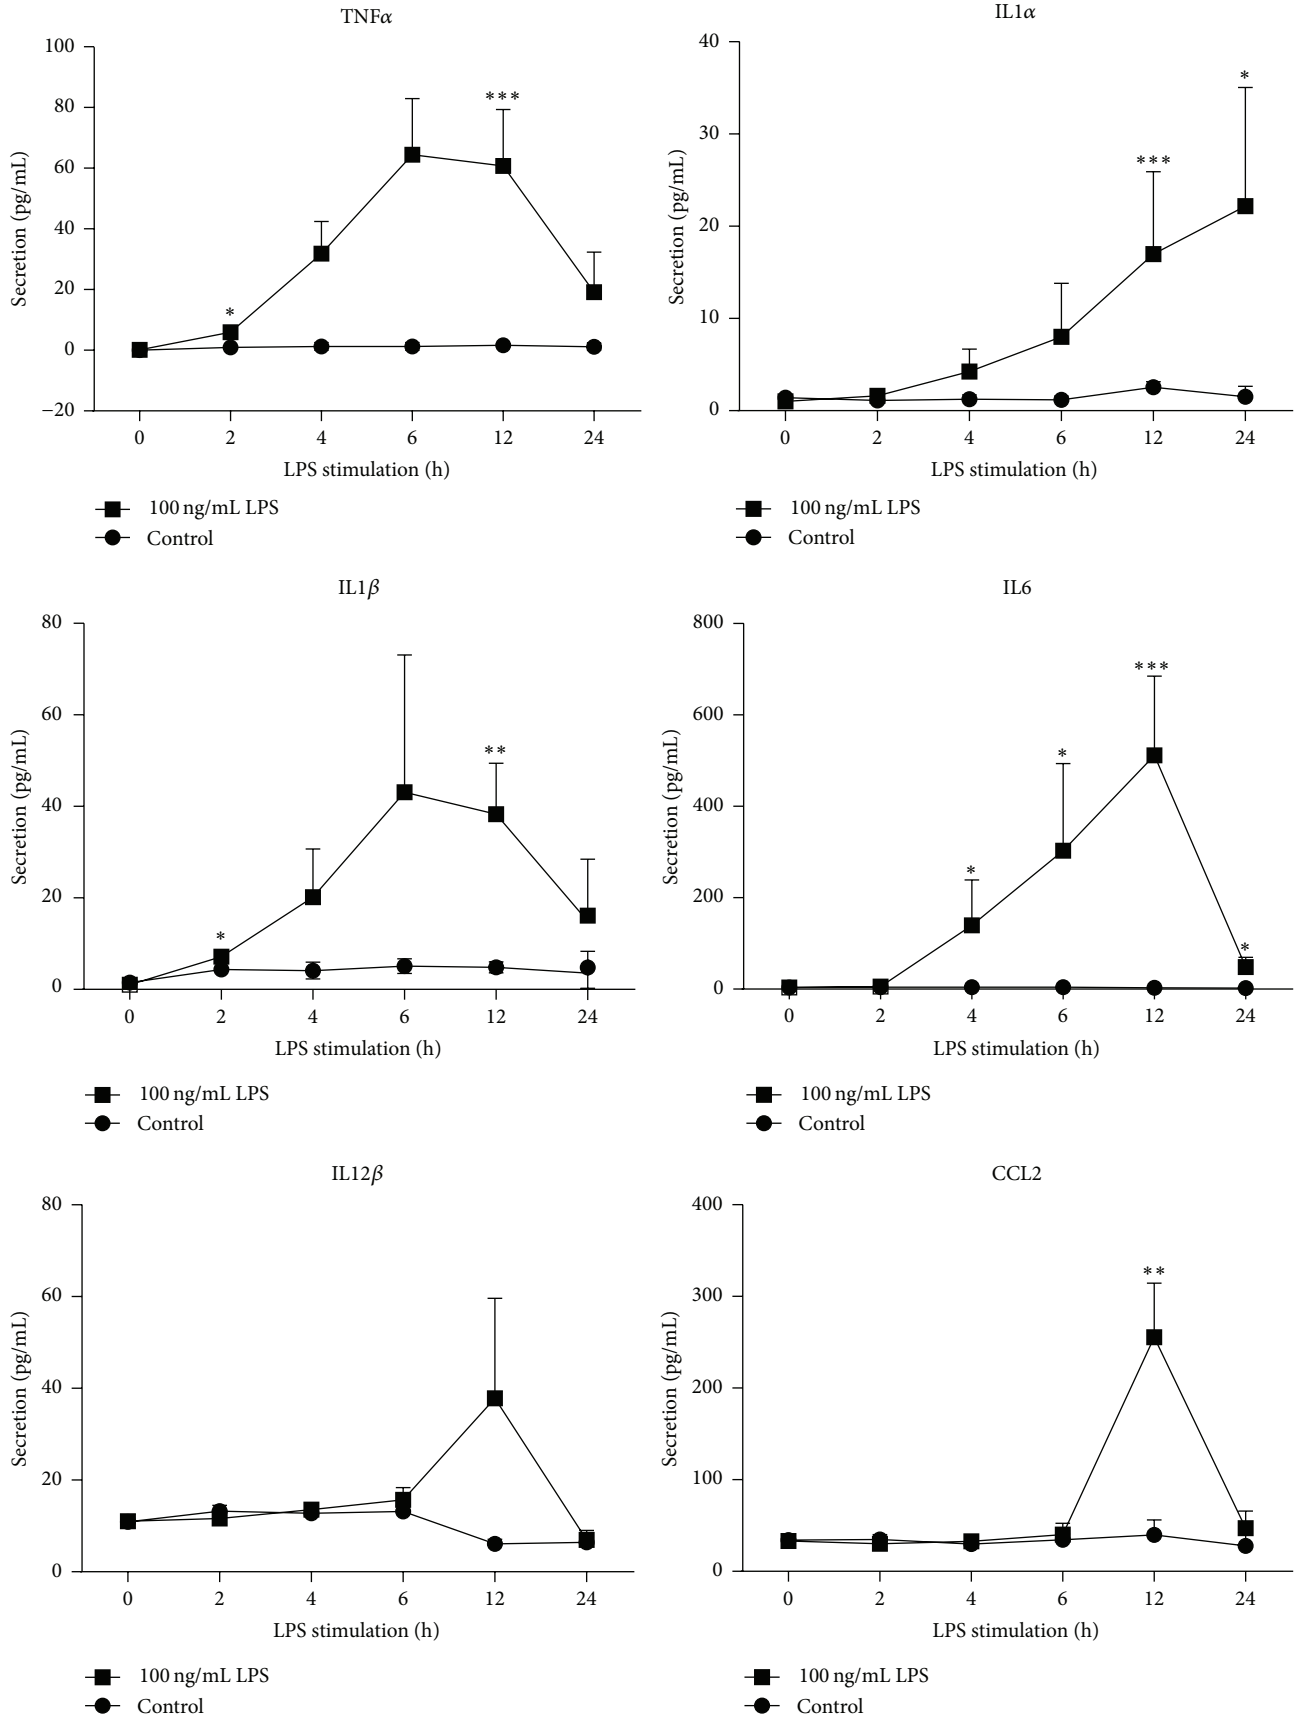 TNFα
100
80
60
40
20
0
−20
Secretion (pg/mL)
*
***
0 2 4 6 12 24
LPS stimulation (h)
100 ng/mL LPS
Control
IL1α
40
30
20
10
0
Secretion (pg/mL)
***
*
0 2 4 6 12 24
LPS stimulation (h)
100 ng/mL LPS
Control
IL1β
80
60
40
20
0
Secretion (pg/mL)
*
**
0 2 4 6 12 24
LPS stimulation (h)
100 ng/mL LPS
Control
IL6
800
600
400
200
0
Secretion (pg/mL)
*
*
***
*
0 2 4 6 12 24
LPS stimulation (h)
100 ng/mL LPS
Control
IL12β
80
60
40
20
0
Secretion (pg/mL)
0 2 4 6 12 24
LPS stimulation (h)
100 ng/mL LPS
Control
CCL2
400
300
200
100
0
Secretion (pg/mL)
**
0 2 4 6 12 24
LPS stimulation (h)
100 ng/mL LPS
Control